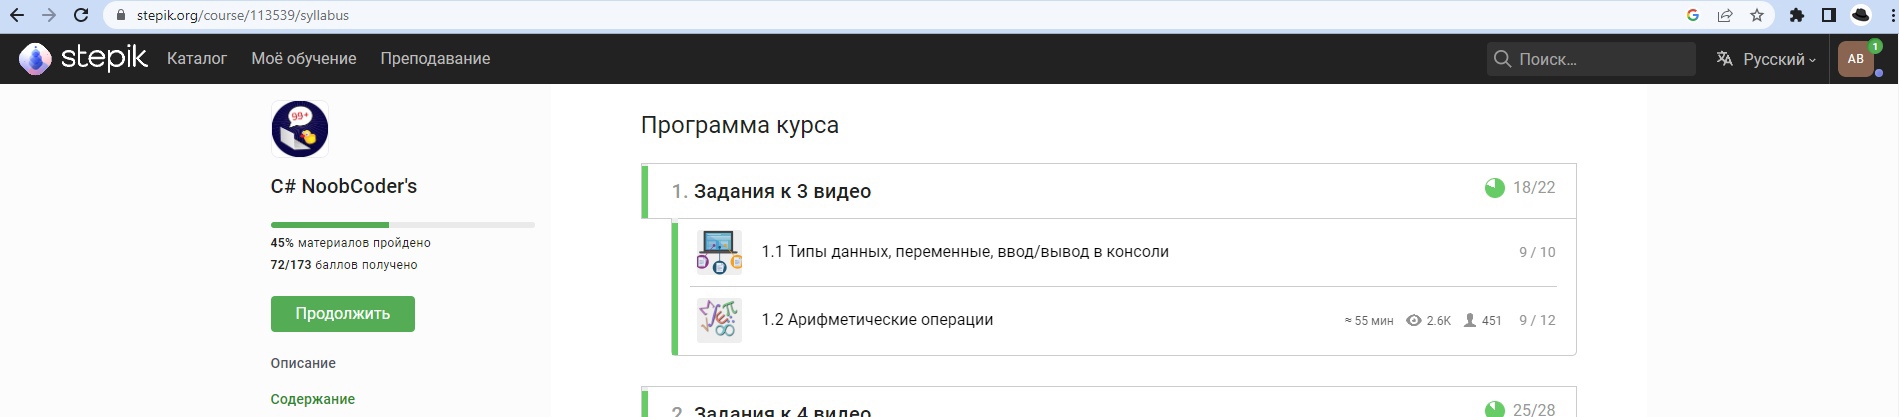 stepik.org/course/113539/syllabus
stepik Каталог Моё обучение Преподавание Поиск... Русский AB 1
99+
C# NoobCoder's
45% материалов пройдено
72/173 баллов получено
Продолжить
Описание
Содержание
Программа курса
1. Задания к 3 видео 18/22
1.1 Типы данных, переменные, ввод/вывод в консоли 9 / 10
1.2 Арифметические операции ≈ 55 мин 2.6K 451 9 / 12
2. Задания к 4 видео 25/28